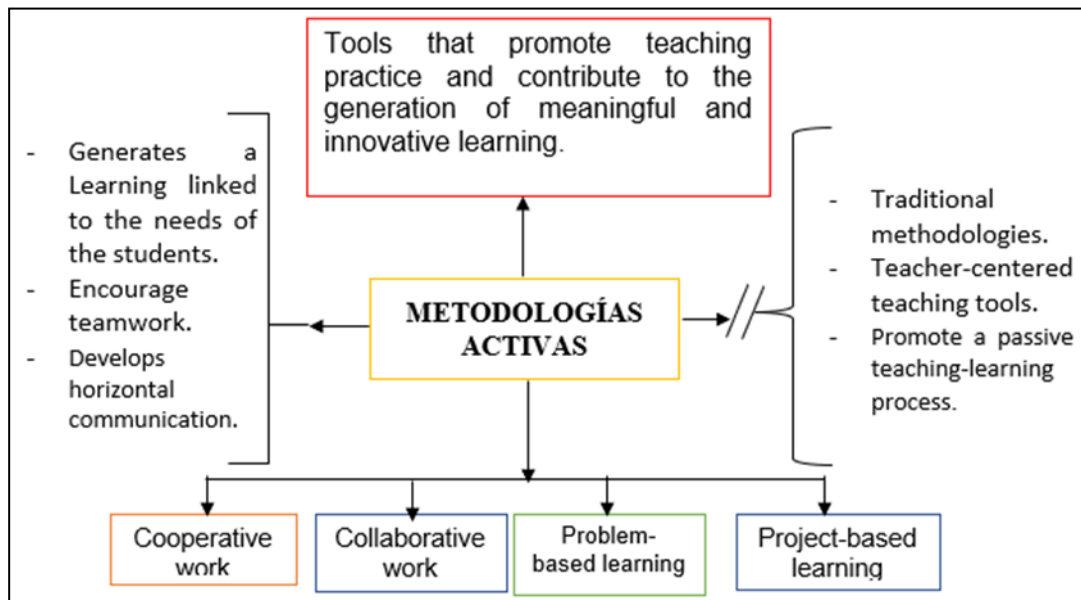 Tools that promote teaching
practice and contribute to the
generation of meaningful and
innovative learning.
- Generates a
Learning linked
to the needs of
the students.
- Encourage
teamwork.
- Develops
horizontal
communication.
METODOLOGÍAS
ACTIVAS
- Traditional
methodologies.
- Teacher-centered
teaching tools.
- Promote a passive
teaching-learning
process.
Cooperative
work
Collaborative
work
Problem-
based learning
Project-based
learning